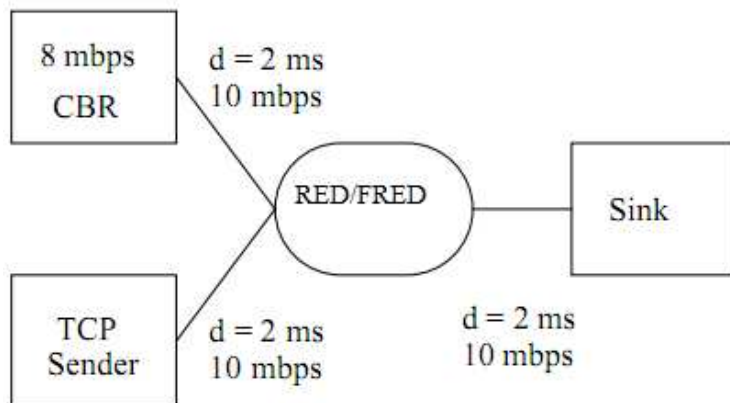 8 mbps
CBR
d = 2 ms
10 mbps
RED/FRED
Sink
TCP
Sender
d = 2 ms
10 mbps
d = 2 ms
10 mbps